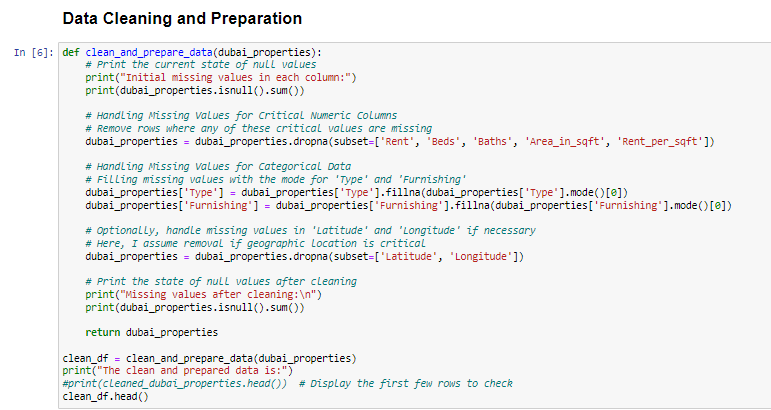 Data Cleaning and Preparation
In [6]: def clean_and_prepare_data(dubai_properties):
    # Print the current state of null values
    print("Initial missing values in each column:")
    print(dubai_properties.isnull().sum())

    # Handling Missing Values for Critical Numeric Columns
    # Remove rows where any of these critical values are missing
    dubai_properties = dubai_properties.dropna(subset=['Rent', 'Beds', 'Baths', 'Area_in_sqft', 'Rent_per_sqft'])

    # Handling Missing Values for Categorical Data
    # Filling missing values with the mode for 'Type' and 'Furnishing'
    dubai_properties['Type'] = dubai_properties['Type'].fillna(dubai_properties['Type'].mode()[0])
    dubai_properties['Furnishing'] = dubai_properties['Furnishing'].fillna(dubai_properties['Furnishing'].mode()[0])

    # Optionally, handle missing values in 'Latitude' and 'Longitude' if necessary
    # Here, I assume removal if geographic location is critical
    dubai_properties = dubai_properties.dropna(subset=['Latitude', 'Longitude'])

    # Print the state of null values after cleaning
    print("Missing values after cleaning:\n")
    print(dubai_properties.isnull().sum())

    return dubai_properties

clean_df = clean_and_prepare_data(dubai_properties)
print("The clean and prepared data is:")
#print(cleaned_dubai_properties.head())  # Display the first few rows to check
clean_df.head()